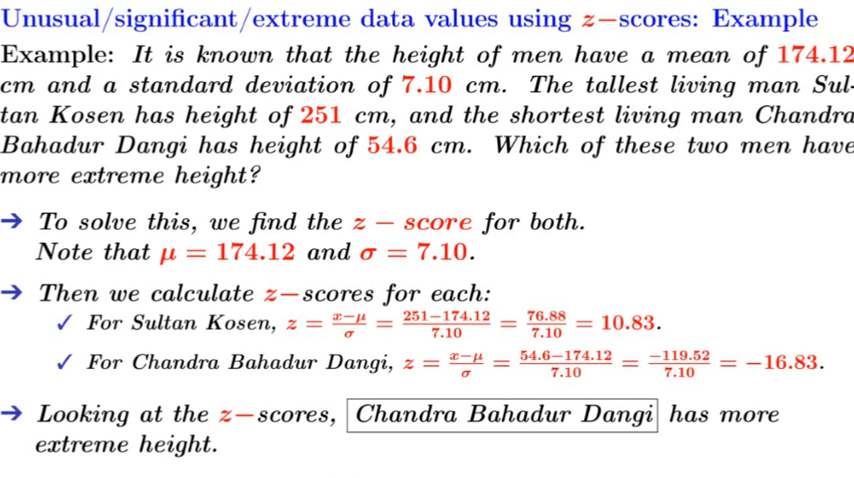 Unusual/significant/extreme data values using z−scores: Example
Example: It is known that the height of men have a mean of 174.12
cm and a standard deviation of 7.10 cm. The tallest living man Sul-
tan Kosen has height of 251 cm, and the shortest living man Chandra
Bahadur Dangi has height of 54.6 cm. Which of these two men have
more extreme height?
→ To solve this, we find the z − score for both.
Note that μ = 174.12 and σ = 7.10.
→ Then we calculate z−scores for each:
✓ For Sultan Kosen, z = (x−μ)/σ = (251−174.12)/7.10 = 76.88/7.10 = 10.83.
✓ For Chandra Bahadur Dangi, z = (x−μ)/σ = (54.6−174.12)/7.10 = −119.52/7.10 = −16.83.
→ Looking at the z−scores, Chandra Bahadur Dangi has more
extreme height.